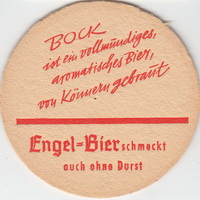 BOCK
ist ein vollmundiges,
aromatisches Bier,
von Könnern gebraut
Engel=Bier schmeckt
auch ohne Durst